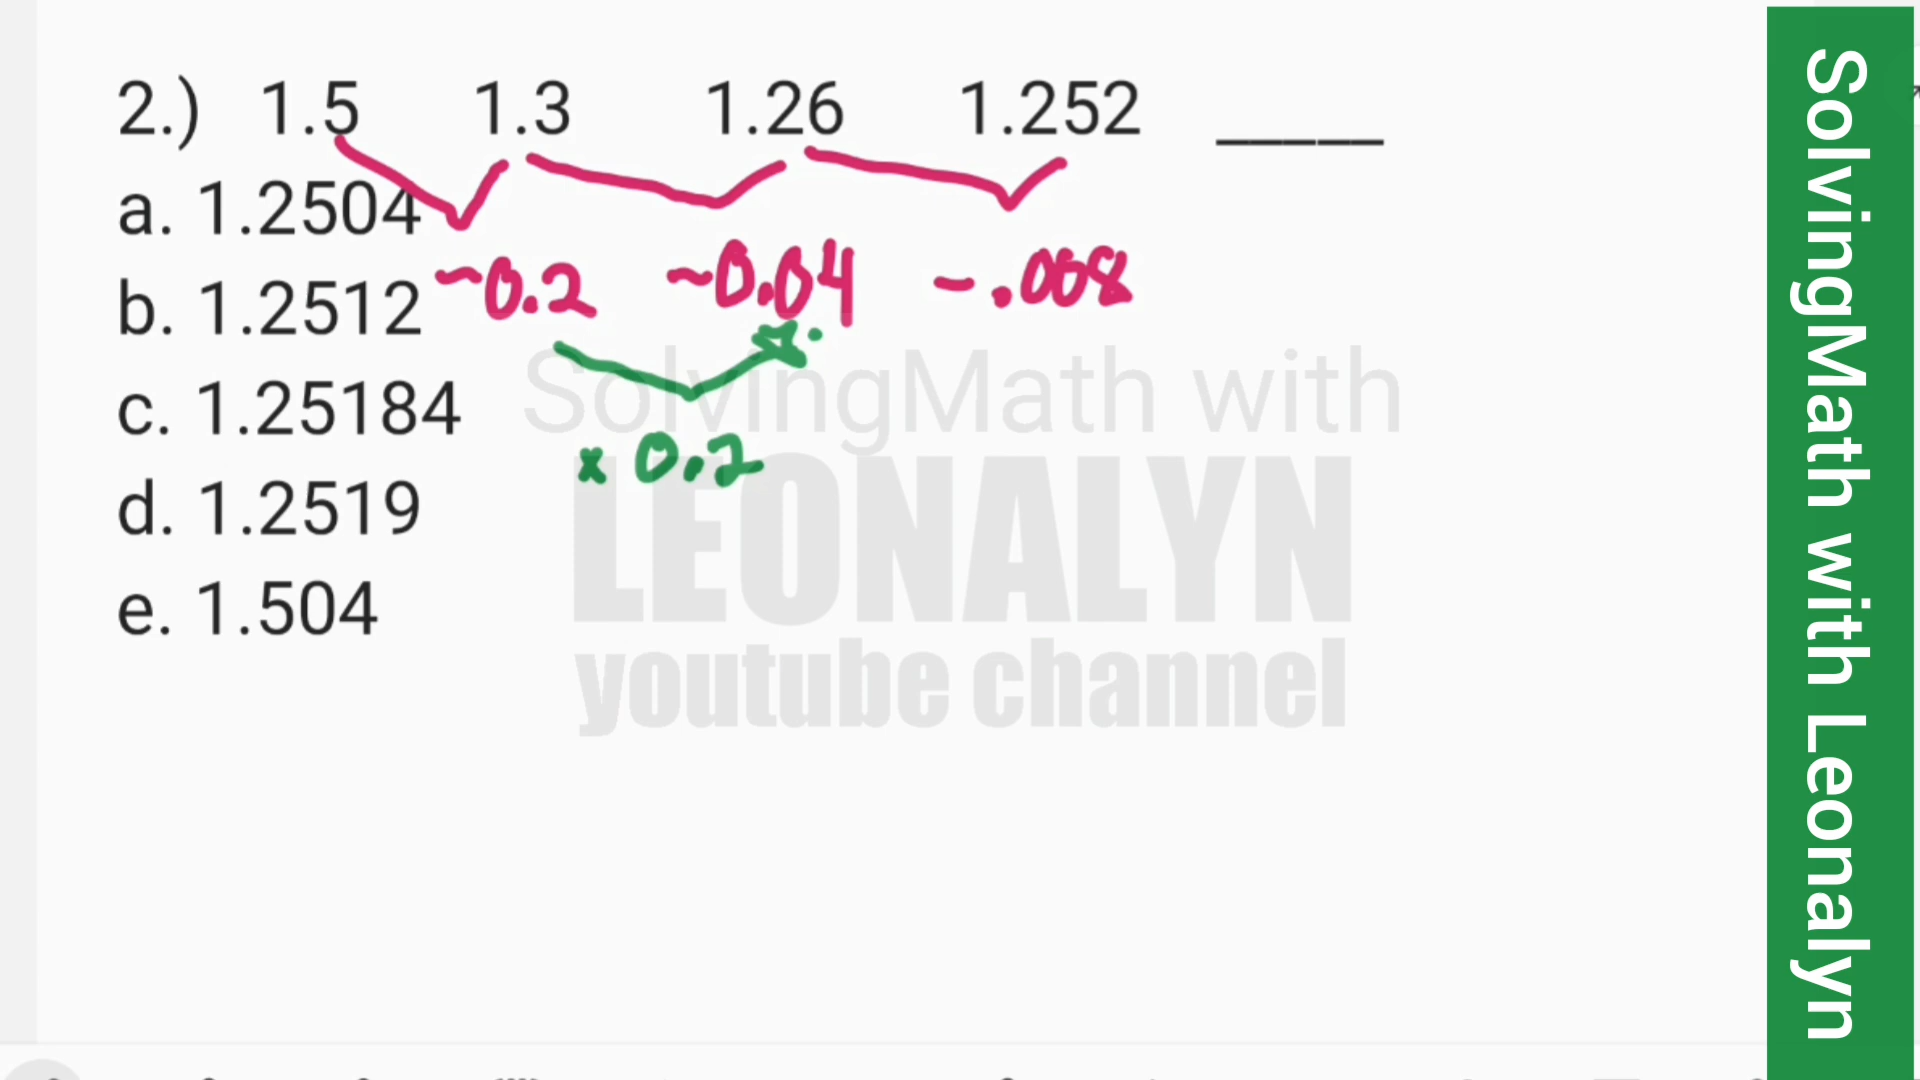 2.) 1.5 1.3 1.26 1.252 _____
a. 1.2504
b. 1.2512
c. 1.25184
d. 1.2519
e. 1.504
-0.2 -0.04 -.008
x 0.2
SolvingMath with
LEONALYN
youtube channel
SolvingMath with Leonalyn